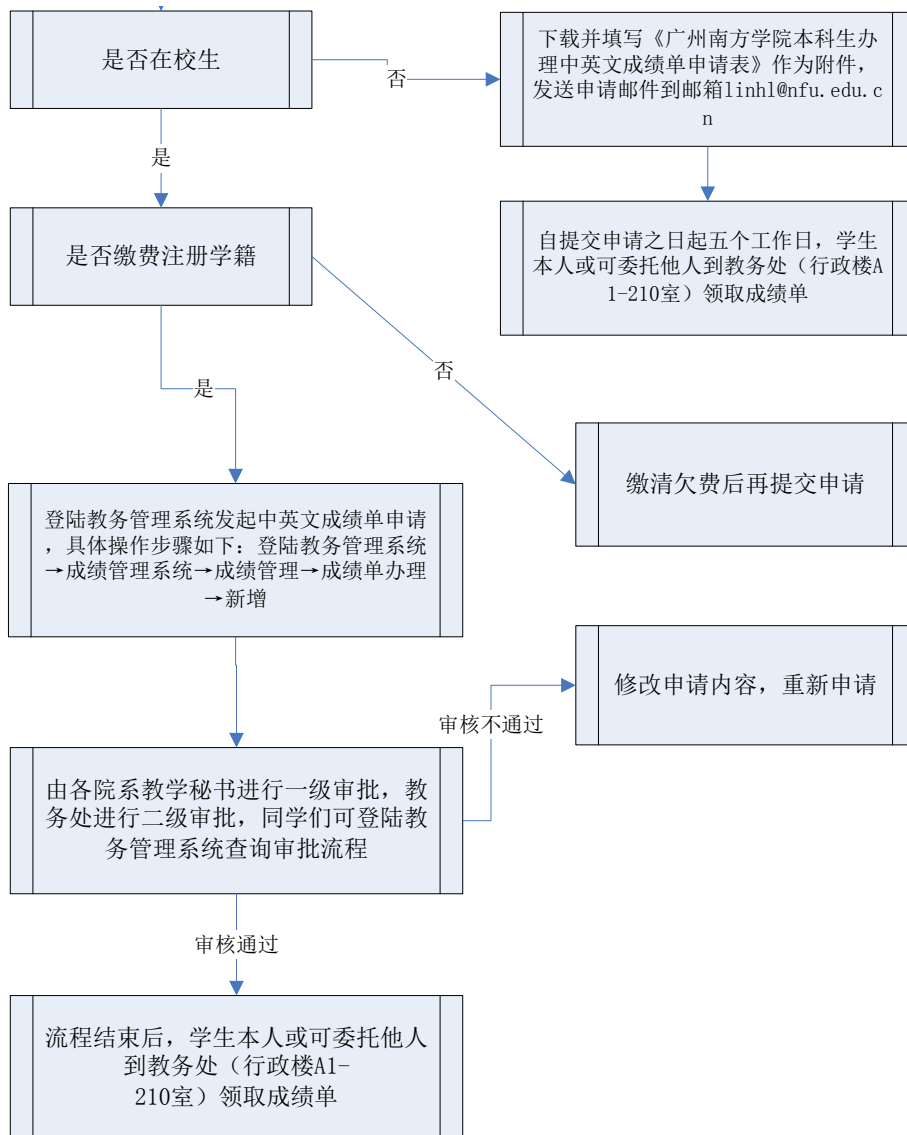 是否在校生
否
下载并填写《广州南方学院本科生办
理中英文成绩单申请表》作为附件，
发送申请邮件到邮箱linhl@nfu.edu.c
n
是
是否缴费注册学籍
自提交申请之日起五个工作日，学生
本人或可委托他人到教务处（行政楼A
1-210室）领取成绩单
是
否
缴清欠费后再提交申请
登陆教务管理系统发起中英文成绩单申请
，具体操作步骤如下：登陆教务管理系统
→成绩管理系统→成绩管理→成绩单办理
→新增
修改申请内容，重新申请
审核不通过
由各院系教学秘书进行一级审批，教
务处进行二级审批，同学们可登陆教
务管理系统查询审批流程
审核通过
流程结束后，学生本人或可委托他人
到教务处（行政楼A1-
210室）领取成绩单